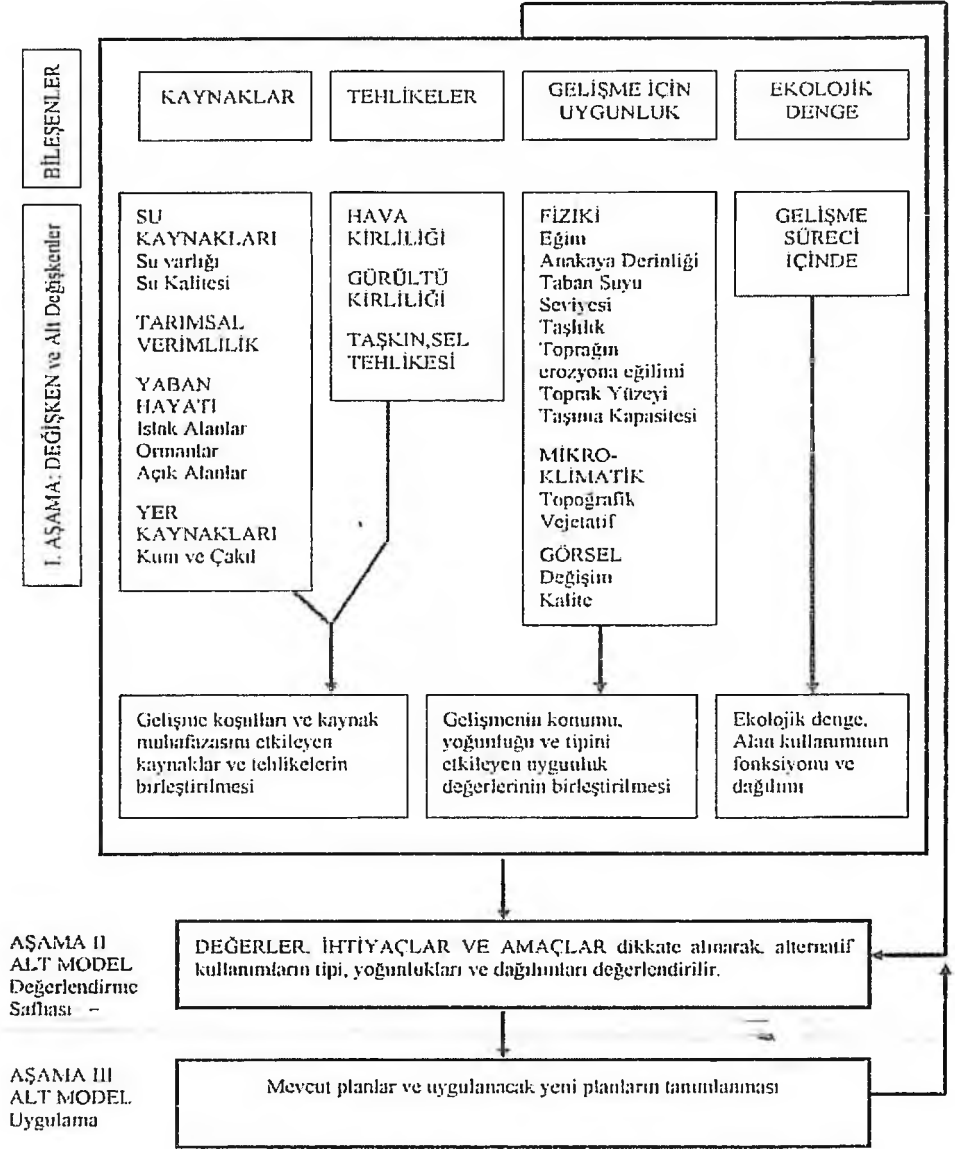 BİLEŞENLER
KAYNAKLAR
TEHLİKELER
GELİŞME İÇİN
UYGUNLUK
EKOLOJİK
DENGE
I. AŞAMA: DEĞİŞKEN ve Alt Değişkenler
SU
KAYNAKLARI
Su varlığı
Su Kalitesi
TARIMSAL
VERİMLİLİK
YABAN
HAYATI
Islak Alanlar
Ormanlar
Açık Alanlar
YER
KAYNAKLARI
Kum ve Çakıl
HAVA
KİRLİLİĞİ
GÜRÜLTÜ
KİRLİLİĞİ
TAŞKIN,SEL
TEHLİKESİ
FİZİKİ
Eğim
Anakaya Derinliği
Taban Suyu
Seviyesi
Taşlılık
Toprağın
erozyona eğilimi
Toprak Yüzeyi
Taşıma Kapasitesi
MİKRO-
KLİMATİK
Topoğrafik
Vejetatif
GÖRSEL
Değişim
Kalite
GELİŞME
SÜRECİ
İÇİNDE
Gelişme koşulları ve kaynak
muhafazasını etkileyen
kaynaklar ve tehlikelerin
birleştirilmesi
Gelişmenin konumu,
yoğunluğu ve tipini
etkileyen uygunluk
değerlerinin birleştirilmesi
Ekolojik denge,
Alan kullanımının
fonksiyonu ve
dağılımı
AŞAMA II
ALT MODEL
Değerlendirme
Safhası –
DEĞERLER, İHTİYAÇLAR VE AMAÇLAR dikkate alınarak, alternatif
kullanımların tipi, yoğunlukları ve dağılımları değerlendirilir.
AŞAMA III
ALT MODEL
Uygulama
Mevcut planlar ve uygulanacak yeni planların tanımlanması